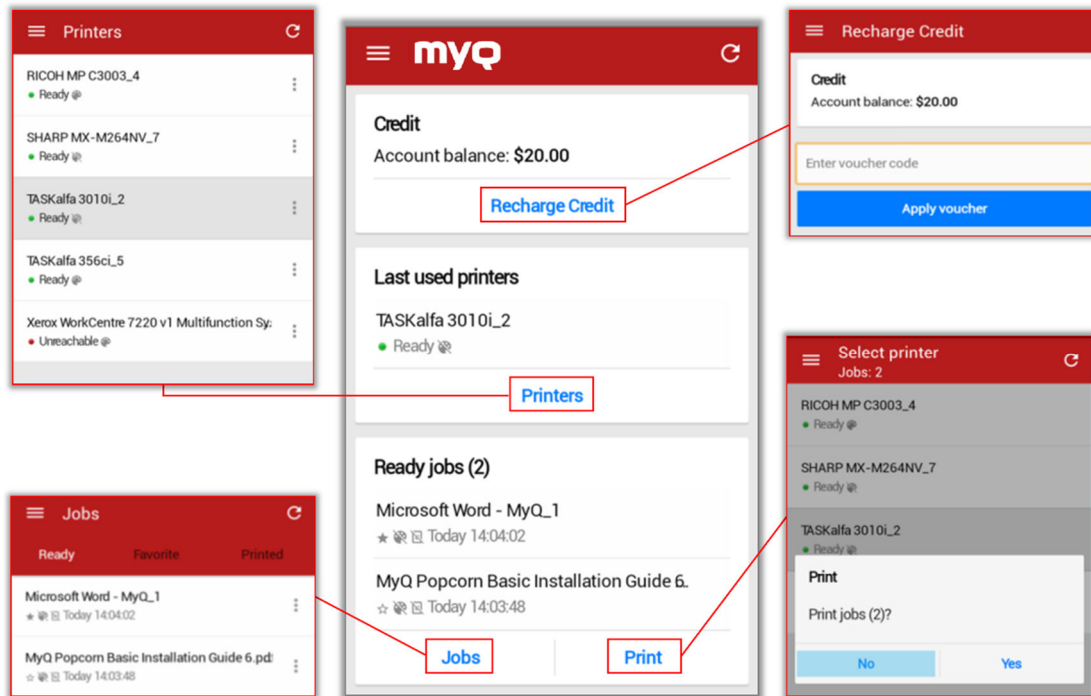 Printers
RICOH MP C3003_4
Ready
SHARP MX-M264NV_7
Ready
TASKalfa 3010i_2
Ready
TASKalfa 356ci_5
Ready
Xerox WorkCentre 7220 v1 Multifunction Sy
Unreachable
Jobs
Ready Favorite Printed
Microsoft Word - MyQ_1
Today 14:04:02
MyQ Popcorn Basic Installation Guide 6.pd
Today 14:03:48
myQ
Credit
Account balance: $20.00
Recharge Credit
Last used printers
TASKalfa 3010i_2
Ready
Printers
Ready jobs (2)
Microsoft Word - MyQ_1
Today 14:04:02
MyQ Popcorn Basic Installation Guide 6.
Today 14:03:48
Jobs Print
Recharge Credit
Credit
Account balance: $20.00
Enter voucher code
Apply voucher
Select printer
Jobs: 2
RICOH MP C3003_4
Ready
SHARP MX-M264NV_7
Ready
TASKalfa 3010i_2
Ready
Print
Print jobs (2)?
No Yes